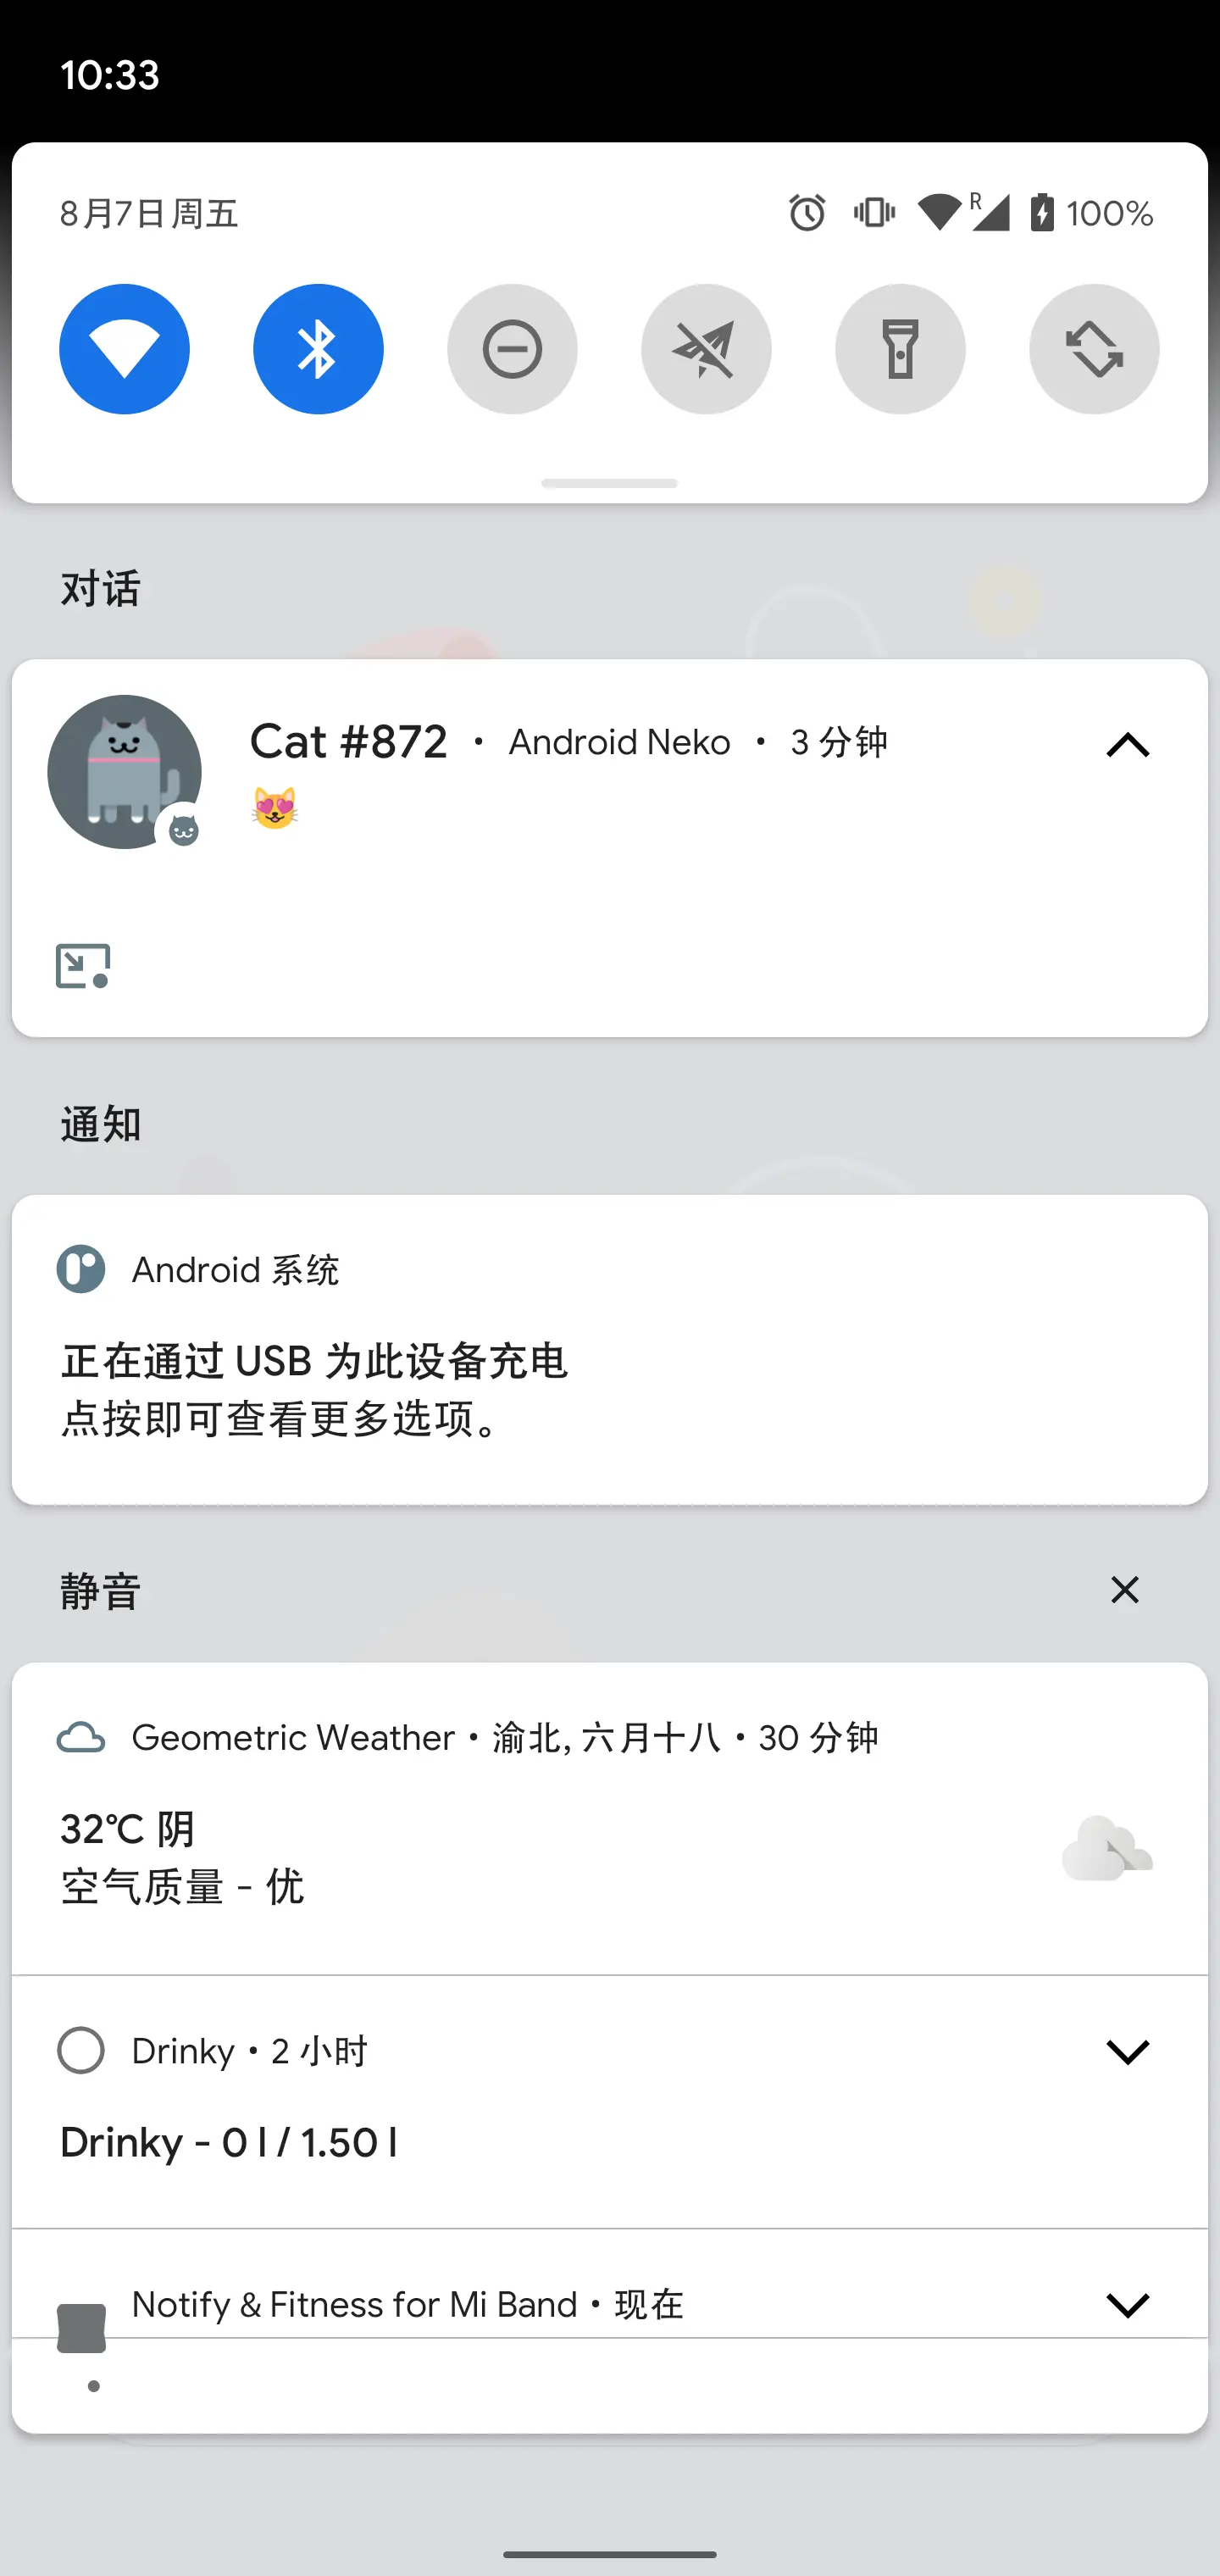 10:33
8月7日周五
R 100%
对话
Cat #872 • Android Neko • 3 分钟
😻
通知
Android 系统
正在通过 USB 为此设备充电
点按即可查看更多选项。
静音
Geometric Weather • 渝北, 六月十八 • 30 分钟
32℃ 阴
空气质量 - 优
Drinky • 2 小时
Drinky - 0 l / 1.50 l
Notify & Fitness for Mi Band • 现在